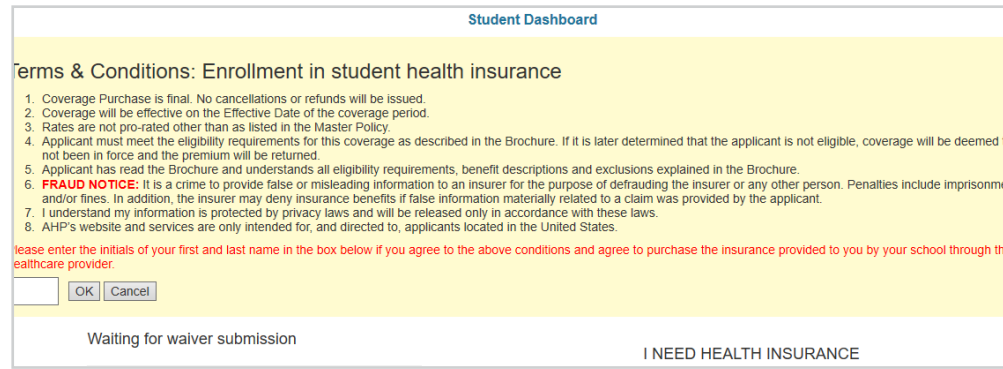 Student Dashboard
Terms & Conditions: Enrollment in student health insurance
1. Coverage Purchase is final. No cancellations or refunds will be issued.
2. Coverage will be effective on the Effective Date of the coverage period.
3. Rates are not pro-rated other than as listed in the Master Policy.
4. Applicant must meet the eligibility requirements for this coverage as described in the Brochure. If it is later determined that the applicant is not eligible, coverage will be deemed
not been in force and the premium will be returned.
5. Applicant has read the Brochure and understands all eligibility requirements, benefit descriptions and exclusions explained in the Brochure.
6. FRAUD NOTICE: It is a crime to provide false or misleading information to an insurer for the purpose of defrauding the insurer or any other person. Penalties include imprisonme
and/or fines. In addition, the insurer may deny insurance benefits if false information materially related to a claim was provided by the applicant.
7. I understand my information is protected by privacy laws and will be released only in accordance with these laws.
8. AHP's website and services are only intended for, and directed to, applicants located in the United States.
lease enter the initials of your first and last name in the box below if you agree to the above conditions and agree to purchase the insurance provided to you by your school through th
ealthcare provider.
OK Cancel
Waiting for waiver submission
I NEED HEALTH INSURANCE